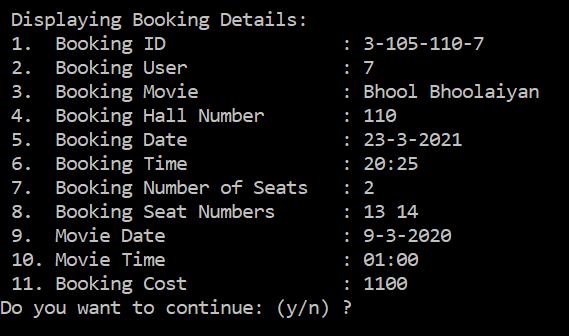 Displaying Booking Details:
1.  Booking ID                : 3-105-110-7
2.  Booking User              : 7
3.  Booking Movie             : Bhool Bhoolaiyan
4.  Booking Hall Number       : 110
5.  Booking Date              : 23-3-2021
6.  Booking Time              : 20:25
7.  Booking Number of Seats   : 2
8.  Booking Seat Numbers      : 13 14
9.  Movie Date                : 9-3-2020
10. Movie Time                : 01:00
11. Booking Cost              : 1100
Do you want to continue: (y/n) ?